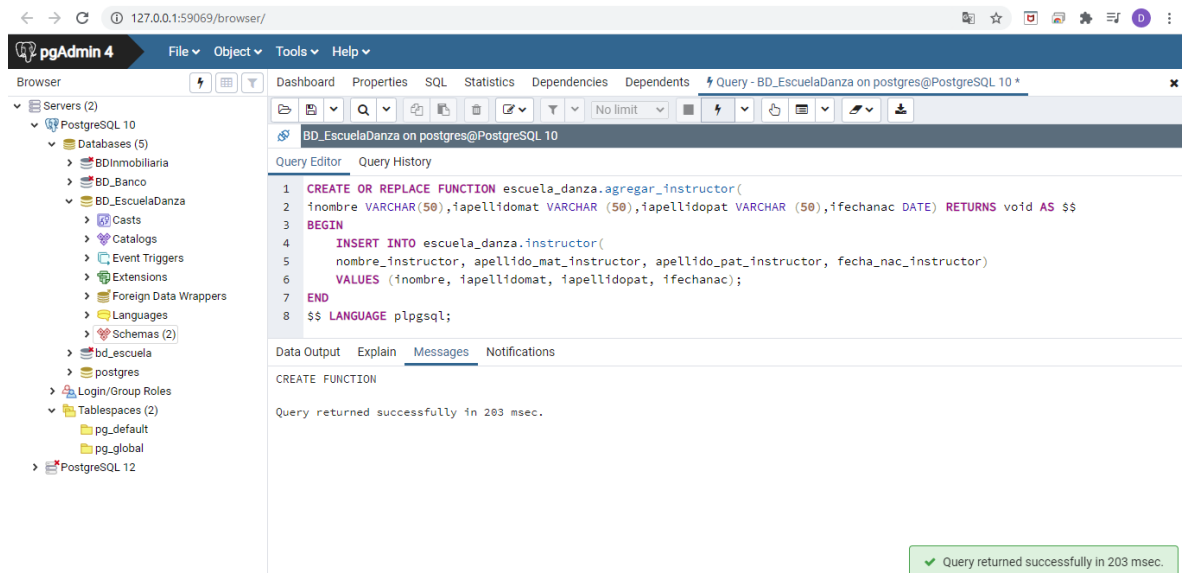 127.0.0.1:59069/browser/
D
pgAdmin 4 File Object Tools Help
Browser
Dashboard Properties SQL Statistics Dependencies Dependents Query - BD_EscuelaDanza on postgres@PostgreSQL 10 *
Servers (2)
PostgreSQL 10
Databases (5)
BDInmobiliaria
BD_Banco
BD_EscuelaDanza
Casts
Catalogs
Event Triggers
Extensions
Foreign Data Wrappers
Languages
Schemas (2)
bd_escuela
postgres
Login/Group Roles
Tablespaces (2)
pg_default
pg_global
PostgreSQL 12
No limit
BD_EscuelaDanza on postgres@PostgreSQL 10
Query Editor Query History
1 CREATE OR REPLACE FUNCTION escuela_danza.agregar_instructor(
2 inombre VARCHAR(50),iapellidomat VARCHAR (50),iapellidopat VARCHAR (50),ifechanac DATE) RETURNS void AS $$
3 BEGIN
4 INSERT INTO escuela_danza.instructor(
5 nombre_instructor, apellido_mat_instructor, apellido_pat_instructor, fecha_nac_instructor)
6 VALUES (inombre, iapellidomat, iapellidopat, ifechanac);
7 END
8 $$ LANGUAGE plpgsql;
Data Output Explain Messages Notifications
CREATE FUNCTION
Query returned successfully in 203 msec.
Query returned successfully in 203 msec.